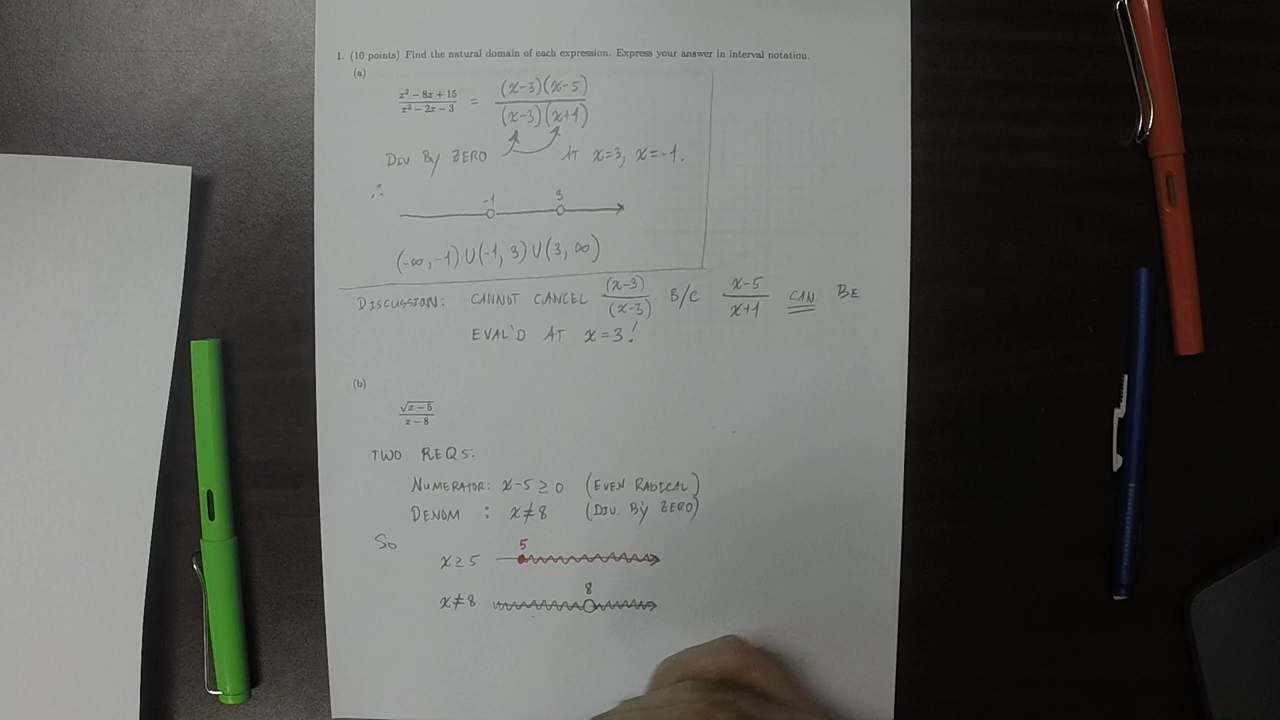 1. (10 points) Find the natural domain of each expression. Express your answer in interval notation.
(a)
x² − 8x + 15 / x² − 2x − 3 = (x-3)(x-5) / (x-3)(x+1)
DIV BY ZERO AT x=3, x=-1.
∴
-1 3
(-∞,-1) U (-1, 3) U (3, ∞)
DISCUSSION: CANNOT CANCEL (x-3)/(x-3) B/C x-5/x+1 CAN BE
EVAL'D AT x=3!
(b)
√x − 5 / x − 8
TWO REQS:
NUMERATOR: x-5 ≥ 0 (EVEN RADICAL)
DENOM : x≠8 (DIV. BY ZERO)
So
5
x≥5
8
x≠8